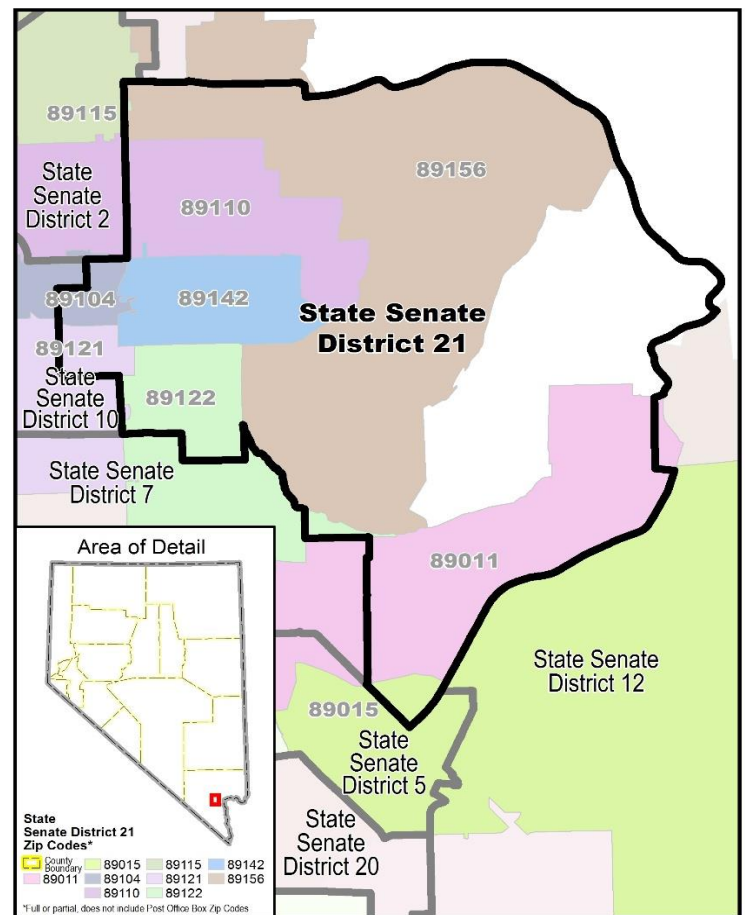 89115
State
Senate
District 2
89156
89110
89104
89142
State Senate
District 21
89121
State
Senate
District 10
89122
State Senate
District 7
89011
State Senate
District 12
89015
State
Senate
District 5
State
Senate
District 20
Area of Detail
State
Senate District 21
Zip Codes*
County
Boundary
89015
89115
89142
89011
89104
89121
89156
89110
89122
*Full or partial, does not include Post Office Box Zip Codes